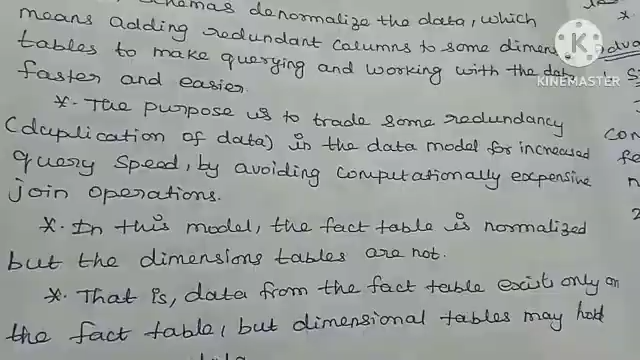 schemas denormalize the data, which
means adding redundant columns to some dimens
tables to make querying and working with the data
faster and easier.
*. The purpose is to trade some redundancy
(duplication of data) in the data model for increased
query speed, by avoiding computationally expensive
join operations.
*. In this model, the fact table is normalized
but the dimensions tables are not.
*. That is, data from the fact table exists only on
the fact table, but dimensional tables may hold
KINEMASTER